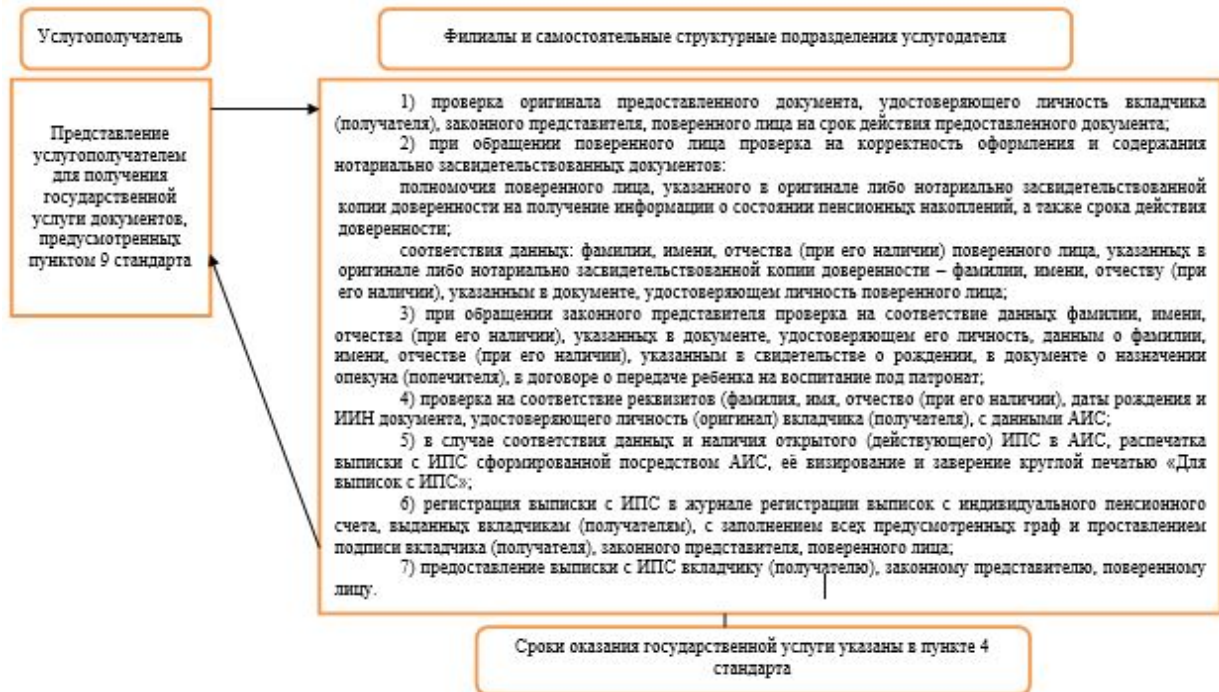 Услугополучатель
Филиалы и самостоятельные структурные подразделения услугодателя
Представление
услугополучателем
для получения
государственной
услуги документов,
предусмотренных
пунктом 9 стандарта
1) проверка оригинала предоставленного документа, удостоверяющего личность вкладчика
(получателя), законного представителя, поверенного лица на срок действия предоставленного документа;
2) при обращении поверенного лица проверка на корректность оформления и содержания
нотариально засвидетельствованных документов:
полномочия поверенного лица, указанного в оригинале либо нотариально засвидетельствованной
копии доверенности на получение информации о состоянии пенсионных накоплений, а также срока действия
доверенности;
соответствия данных: фамилии, имени, отчества (при его наличии) поверенного лица, указанных в
оригинале либо нотариально засвидетельствованной копии доверенности – фамилии, имени, отчеству (при
его наличии), указанным в документе, удостоверяющем личность поверенного лица;
3) при обращении законного представителя проверка на соответствие данных фамилии, имени,
отчества (при его наличии), указанных в документе, удостоверяющем его личность, данным о фамилии,
имени, отчестве (при его наличии), указанным в свидетельстве о рождении, в документе о назначении
опекуна (попечителя), в договоре о передаче ребенка на воспитание под патронат;
4) проверка на соответствие реквизитов (фамилия, имя, отчество (при его наличии), даты рождения и
ИИН документа, удостоверяющего личность (оригинал) вкладчика (получателя), с данными АИС;
5) в случае соответствия данных и наличия открытого (действующего) ИПС в АИС, распечатка
выписки с ИПС сформированной посредством АИС, её визирование и заверение круглой печатью «Для
выписок с ИПС»;
6) регистрация выписки с ИПС в журнале регистрации выписок с индивидуального пенсионного
счета, выданных вкладчикам (получателям), с заполнением всех предусмотренных граф и проставлением
подписи вкладчика (получателя), законного представителя, поверенного лица;
7) предоставление выписки с ИПС вкладчику (получателю), законному представителю, поверенному
лицу.
Сроки оказания государственной услуги указаны в пункте 4
стандарта